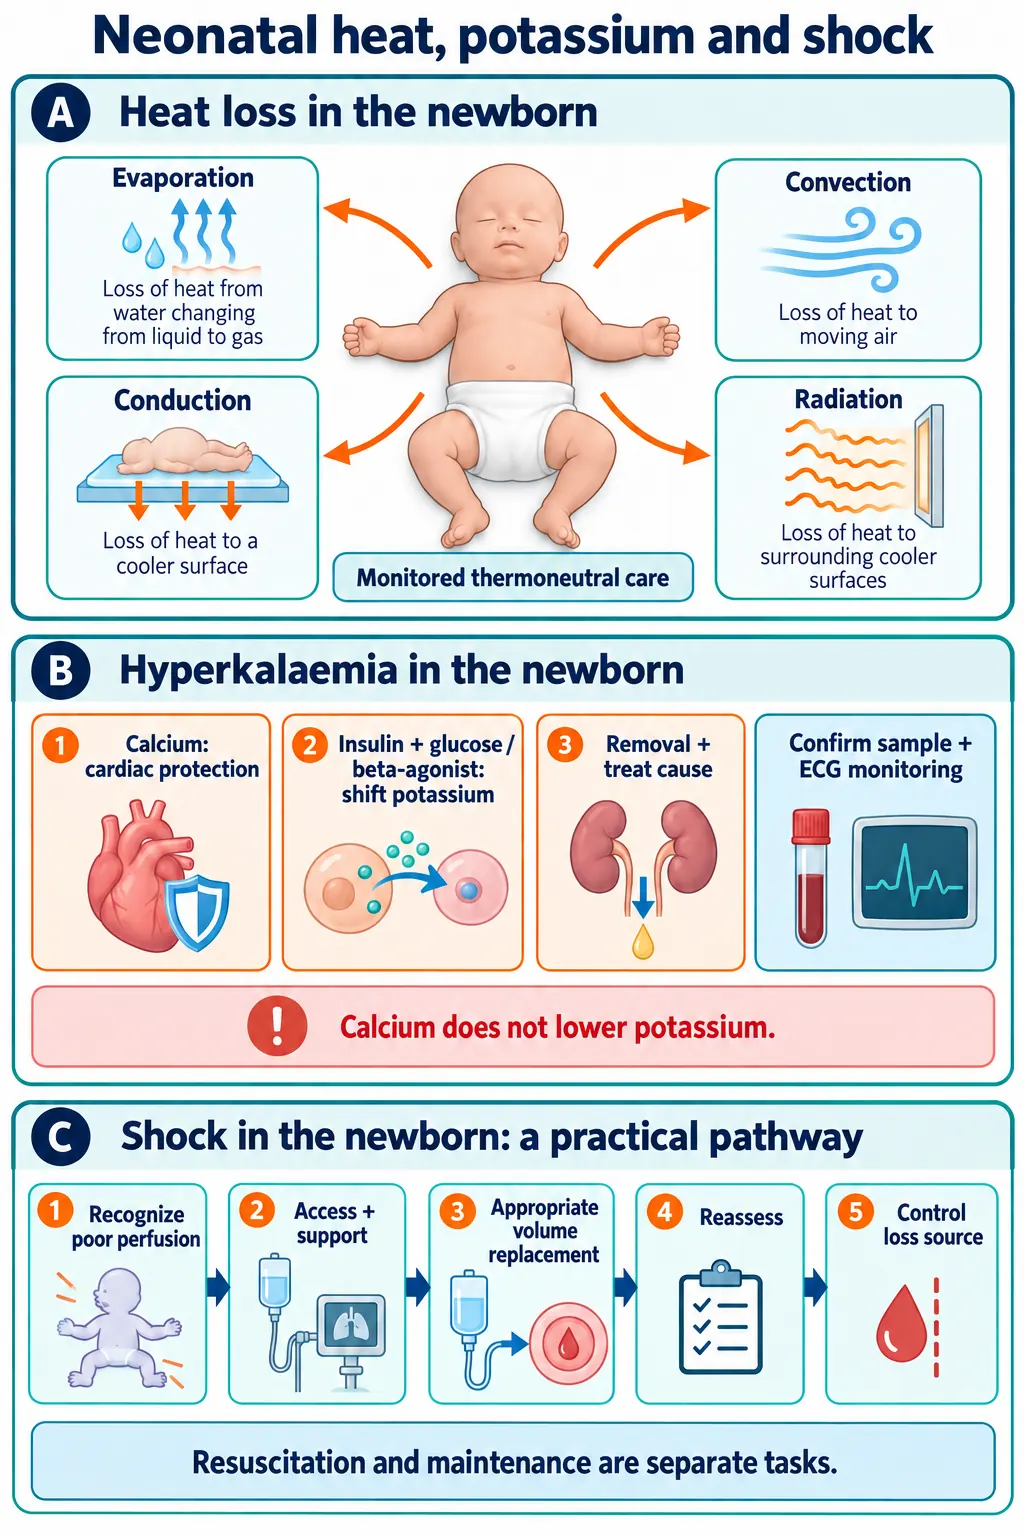 Neonatal heat, potassium and shock
A
Heat loss in the newborn
Evaporation
Loss of heat from
water changing
from liquid to gas
Convection
Loss of heat to
moving air
Conduction
Loss of heat to a
cooler surface
Radiation
Loss of heat to
surrounding cooler
surfaces
Monitored thermoneutral care
B
Hyperkalaemia in the newborn
1
Calcium:
cardiac protection
2
Insulin + glucose /
beta-agonist:
shift potassium
3
Removal +
treat cause
Confirm sample +
ECG monitoring
!
Calcium does not lower potassium.
C
Shock in the newborn: a practical pathway
1
Recognize
poor perfusion
2
Access +
support
3
Appropriate
volume
replacement
4
Reassess
5
Control
loss source
Resuscitation and maintenance are separate tasks.